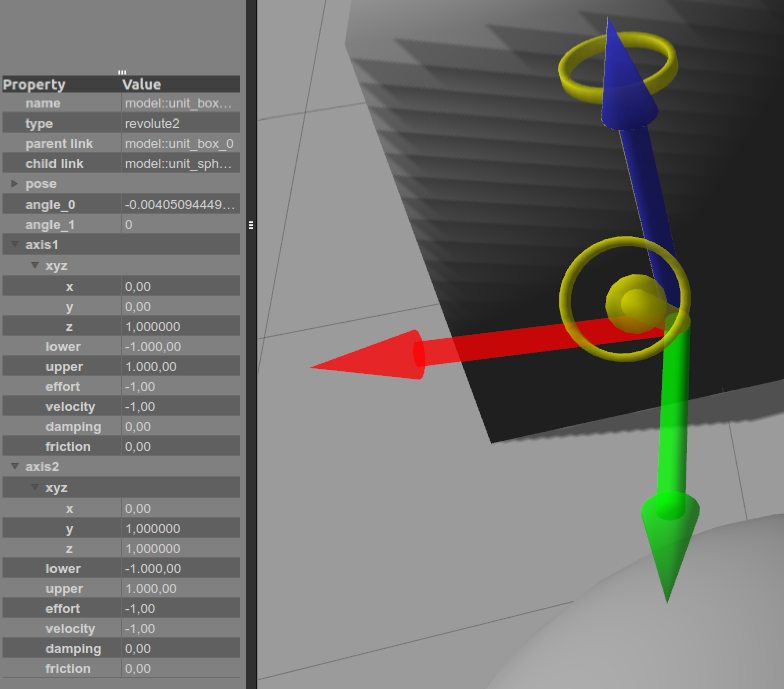 Property Value
name model::unit_box...
type revolute2
parent link model::unit_box_0
child link model::unit_sph...
pose
angle_0 -0.00405094449...
angle_1 0
axis1
xyz
x 0,00
y 0,00
z 1,000000
lower -1.000,00
upper 1.000,00
effort -1,00
velocity -1,00
damping 0,00
friction 0,00
axis2
xyz
x 0,00
y 1,000000
z 1,000000
lower -1.000,00
upper 1.000,00
effort -1,00
velocity -1,00
damping 0,00
friction 0,00